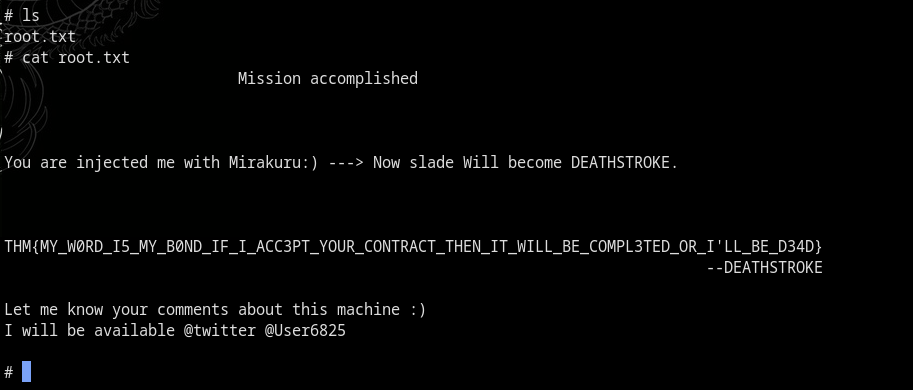 # ls
root.txt
# cat root.txt
Mission accomplished
You are injected me with Mirakuru:) ---> Now slade Will become DEATHSTROKE.
THM{MY_W0RD_I5_MY_B0ND_IF_I_ACC3PT_YOUR_CONTRACT_THEN_IT_WILL_BE_COMPL3TED_OR_I'LL_BE_D34D}
--DEATHSTROKE
Let me know your comments about this machine :)
I will be available @twitter @User6825
#